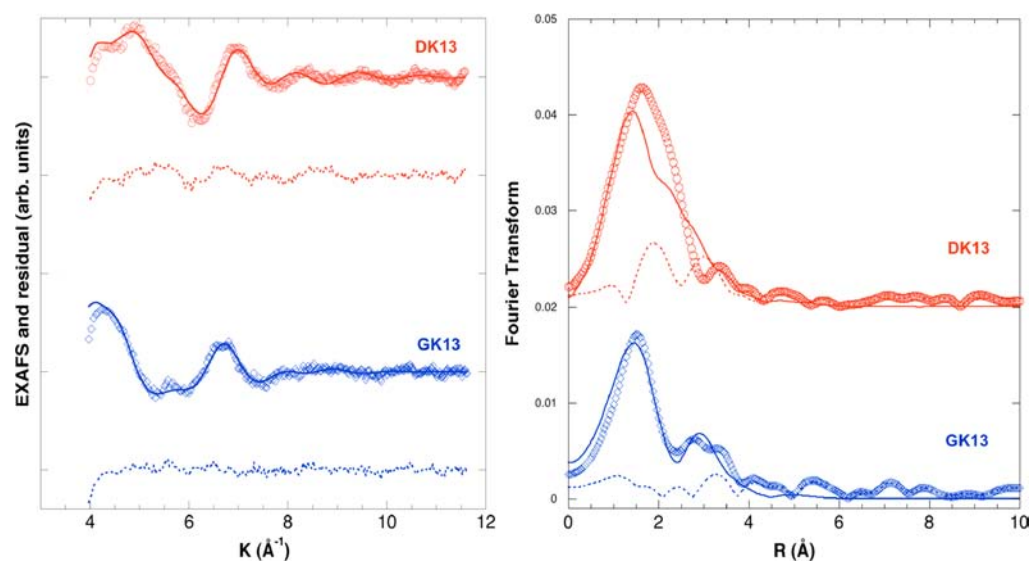 EXAFS and residual (arb. units)
DK13
GK13
4 6 8 10 12
K (Å⁻¹)
Fourier Transform
0.05
0.04
0.03
0.02
0.01
0
DK13
GK13
0 2 4 6 8 10
R (Å)